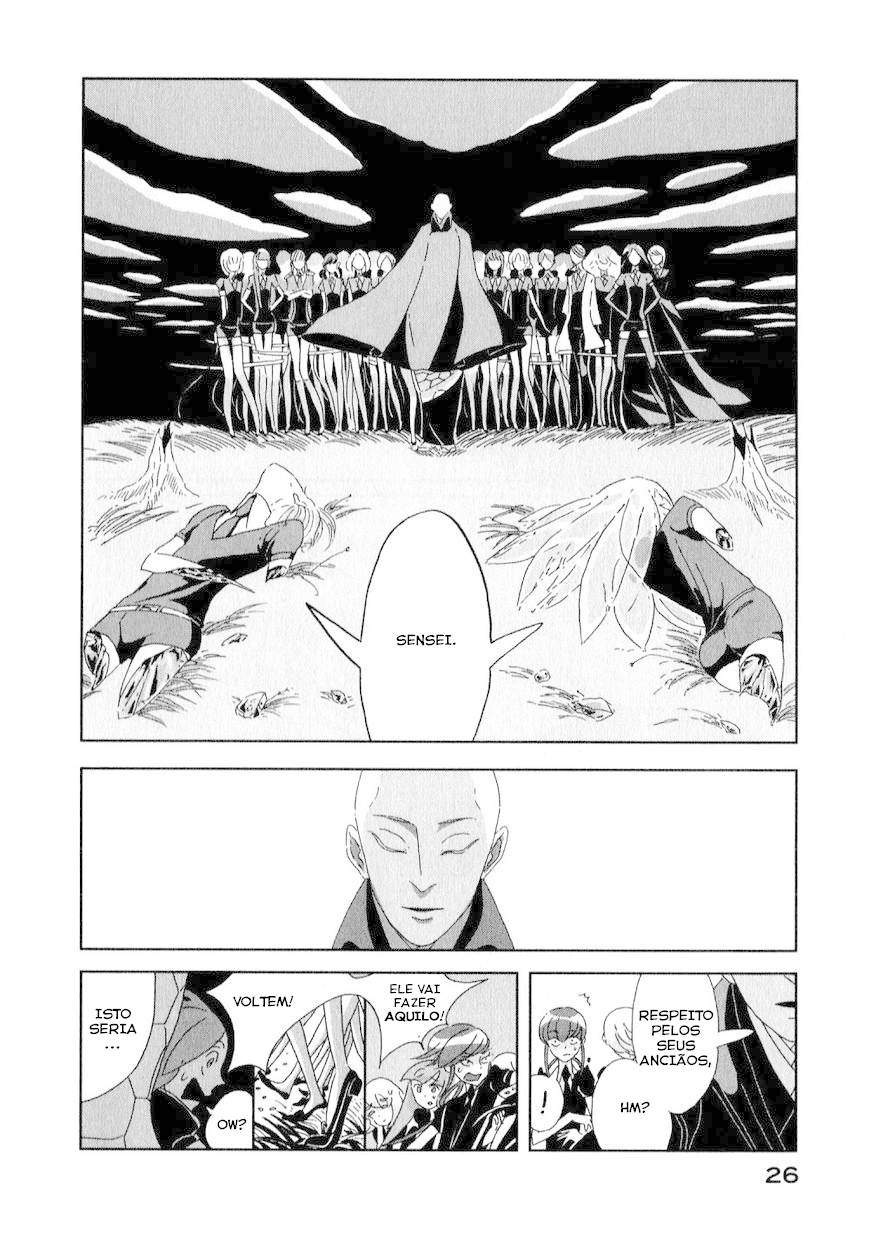 SENSEI.
RESPEITO
PELOS
SEUS
ANCIÃOS,
HM?
!
ELE VAI
FAZER
AQUILO!
VOLTEM!
OW?
ISTO
SERIA
...
26